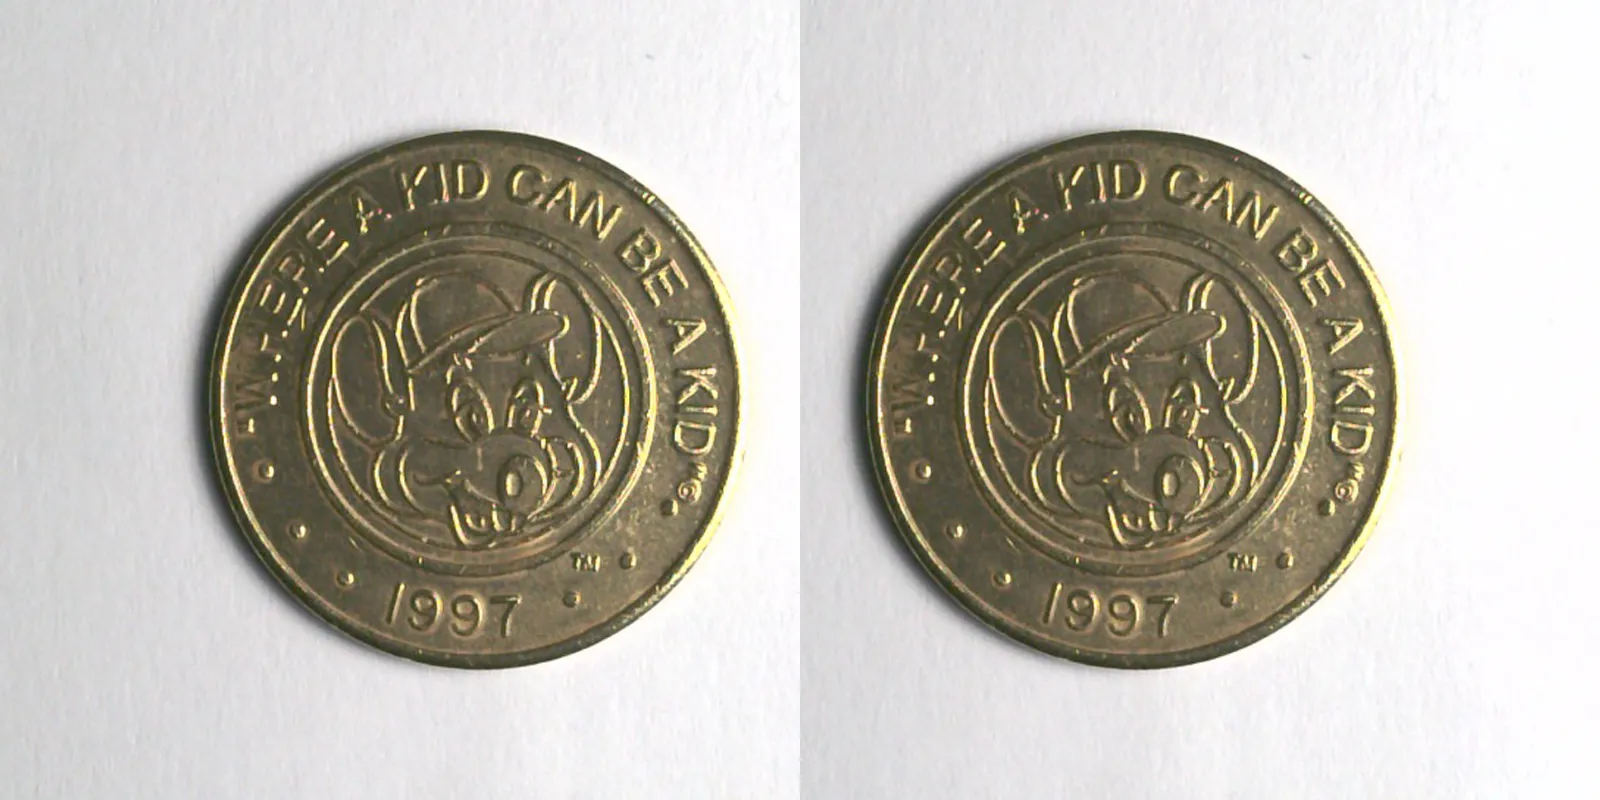 "WHERE A KID CAN BE A KID"
TM
1997
"WHERE A KID CAN BE A KID"
TM
1997